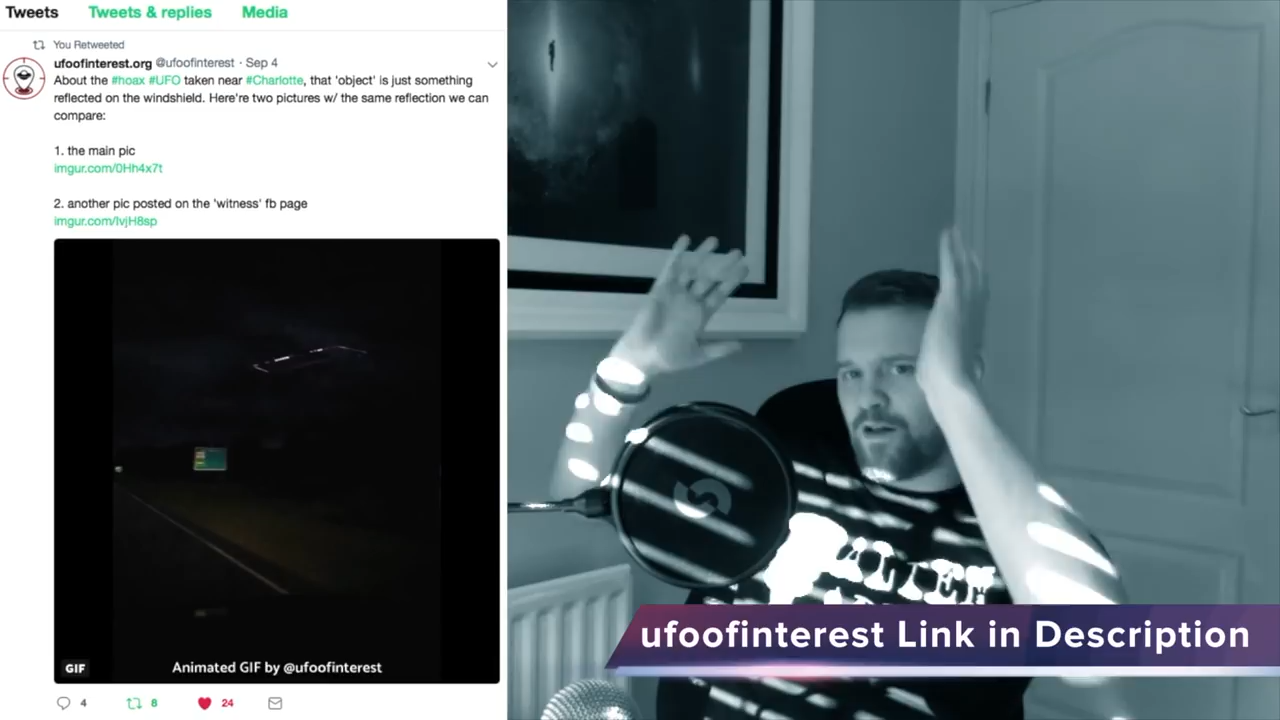 Tweets Tweets & replies Media
You Retweeted
ufoofinterest.org @ufoofinterest · Sep 4
About the #hoax #UFO taken near #Charlotte, that 'object' is just something
reflected on the windshield. Here're two pictures w/ the same reflection we can
compare:
1. the main pic
imgur.com/0Hh4x7t
2. another pic posted on the 'witness' fb page
imgur.com/IvjH8sp
GIF
Animated GIF by @ufoofinterest
4 8 24
ALIEN
ufoofinterest Link in Description